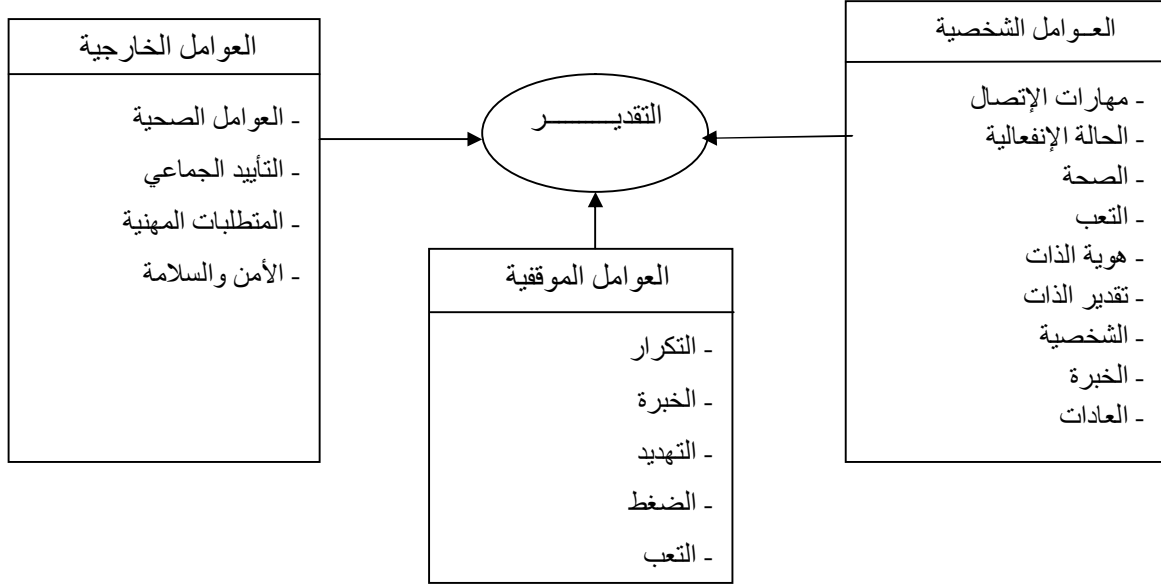 العـوامل الشخصية
- مهارات الإتصال
- الحالة الإنفعالية
- الصحة
- التعب
- هوية الذات
- تقدير الذات
- الشخصية
- الخبرة
- العادات
التقديـــــــــر
العوامل الخارجية
- العوامل الصحية
- التأييد الجماعي
- المتطلبات المهنية
- الأمن والسلامة
العوامل الموقفية
- التكرار
- الخبرة
- التهديد
- الضغط
- التعب